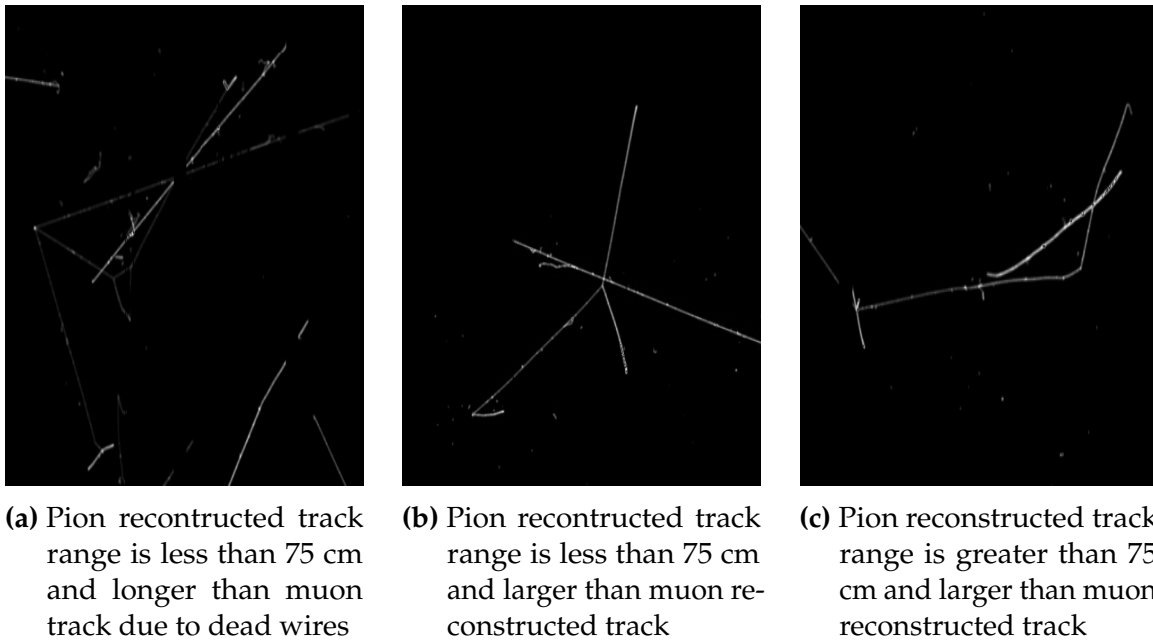 (a) Pion recontructed track
range is less than 75 cm
and longer than muon
track due to dead wires
(b) Pion recontructed track
range is less than 75 cm
and larger than muon re-
constructed track
(c) Pion reconstructed track
range is greater than 75
cm and larger than muon
reconstructed track